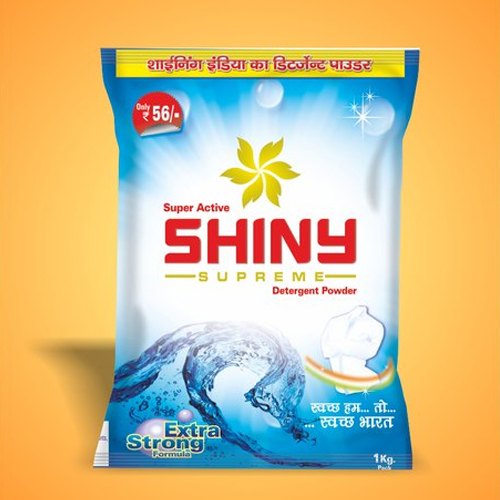 शाईनिंग इंडिया का डिटर्जेन्ट पाउडर
Only
₹ 56/-
Super Active
SHINY
SUPREME
Detergent Powder
स्वच्छ हम... तो...
... स्वच्छ भारत
Extra
Strong
Formula
1Kg.
Pack